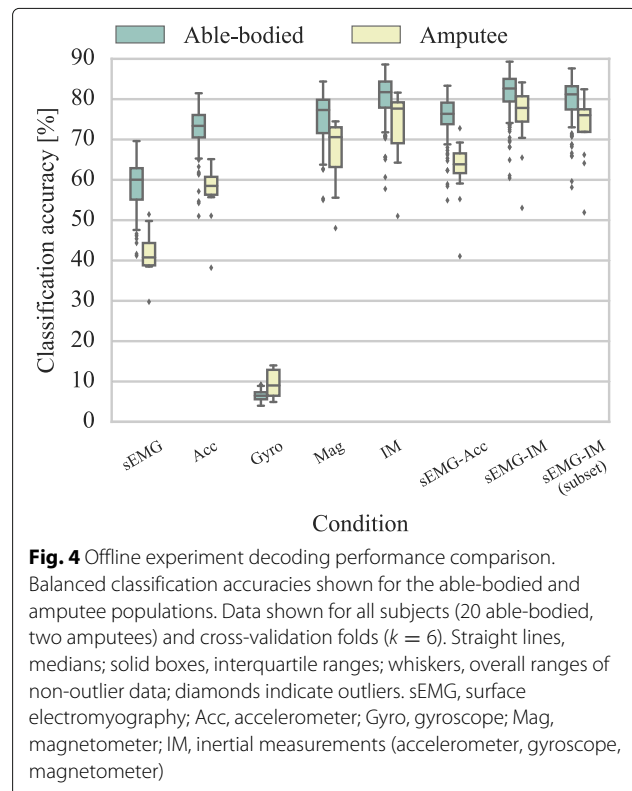 Able-bodied Amputee
90
80
70
60
50
40
30
20
10
0
Classification accuracy [%]
sEMG
Acc
Gyro
Mag
IM
sEMG-Acc
sEMG-IM
sEMG-IM
(subset)
Condition
Fig. 4 Offline experiment decoding performance comparison.
Balanced classification accuracies shown for the able-bodied and
amputee populations. Data shown for all subjects (20 able-bodied,
two amputees) and cross-validation folds (k = 6). Straight lines,
medians; solid boxes, interquartile ranges; whiskers, overall ranges of
non-outlier data; diamonds indicate outliers. sEMG, surface
electromyography; Acc, accelerometer; Gyro, gyroscope; Mag,
magnetometer; IM, inertial measurements (accelerometer, gyroscope,
magnetometer)